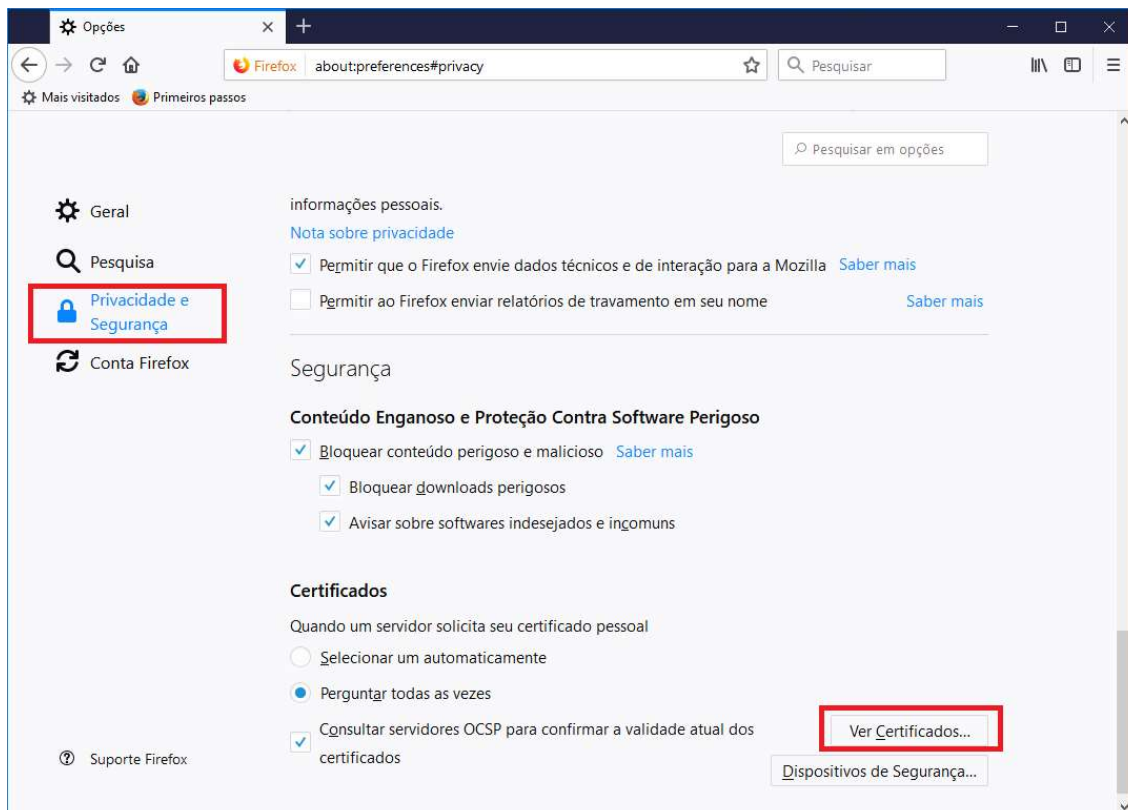 Opções
Firefox about:preferences#privacy Pesquisar
Mais visitados Primeiros passos
Pesquisar em opções
Geral
Pesquisa
Privacidade e
Segurança
Conta Firefox
Suporte Firefox
informações pessoais.
Nota sobre privacidade
Permitir que o Firefox envie dados técnicos e de interação para a Mozilla Saber mais
Permitir ao Firefox enviar relatórios de travamento em seu nome Saber mais
Segurança
Conteúdo Enganoso e Proteção Contra Software Perigoso
Bloquear conteúdo perigoso e malicioso Saber mais
Bloquear downloads perigosos
Avisar sobre softwares indesejados e incomuns
Certificados
Quando um servidor solicita seu certificado pessoal
Selecionar um automaticamente
Perguntar todas as vezes
Consultar servidores OCSP para confirmar a validade atual dos
certificados
Ver Certificados...
Dispositivos de Segurança...